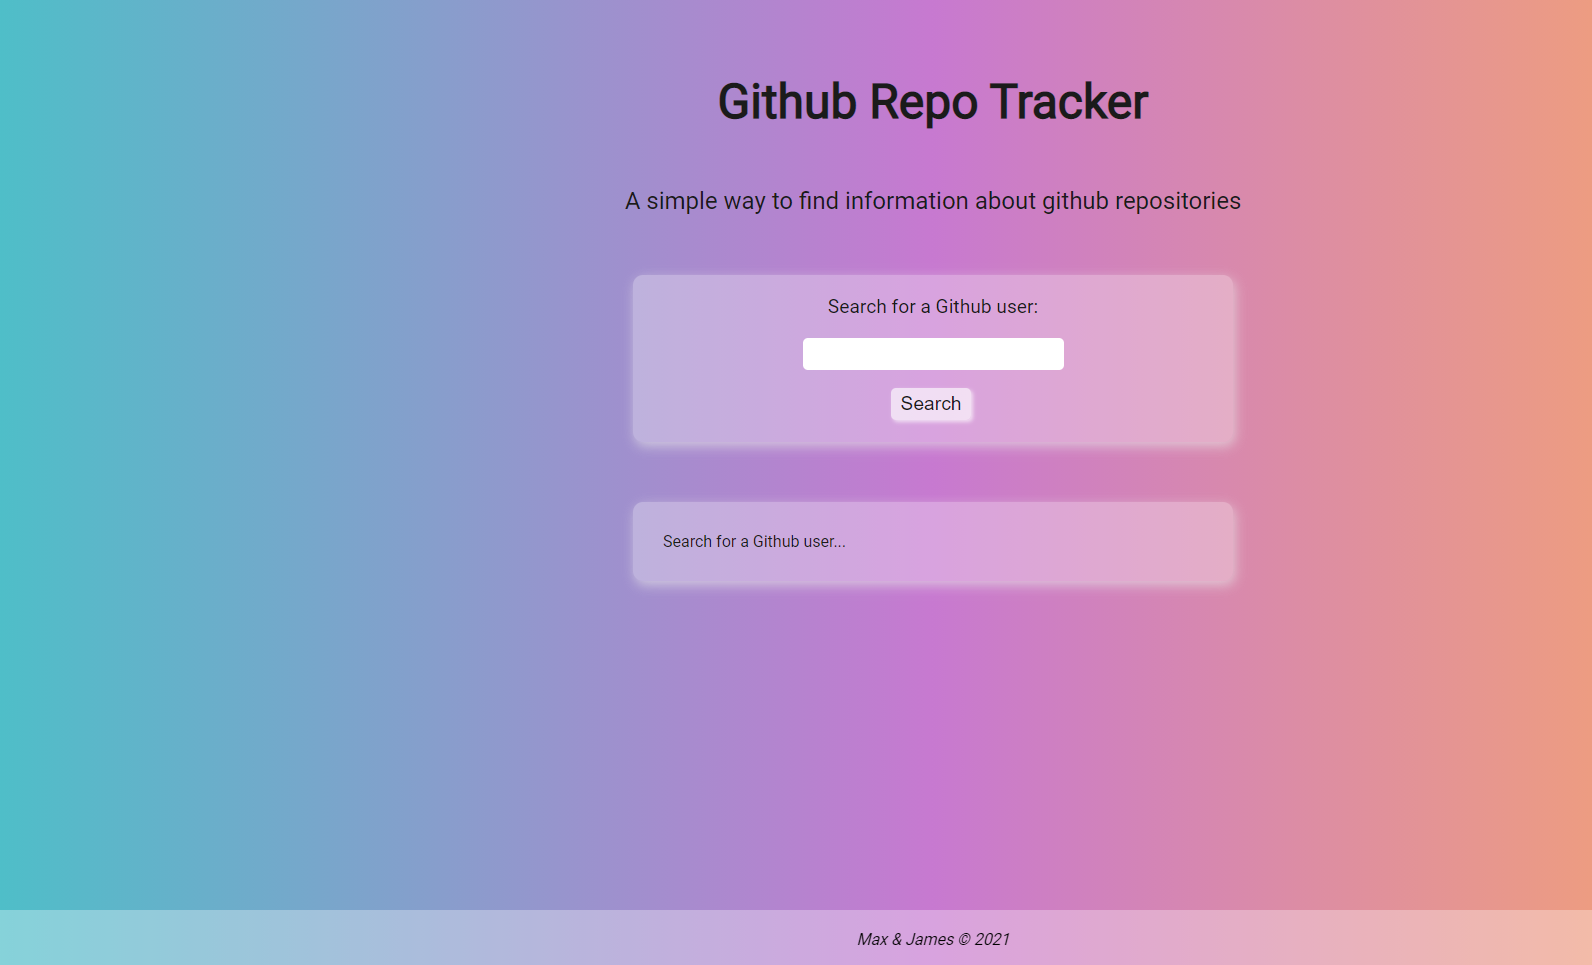 Github Repo Tracker
A simple way to find information about github repositories
Search for a Github user:
Search
Search for a Github user...
Max & James © 2021